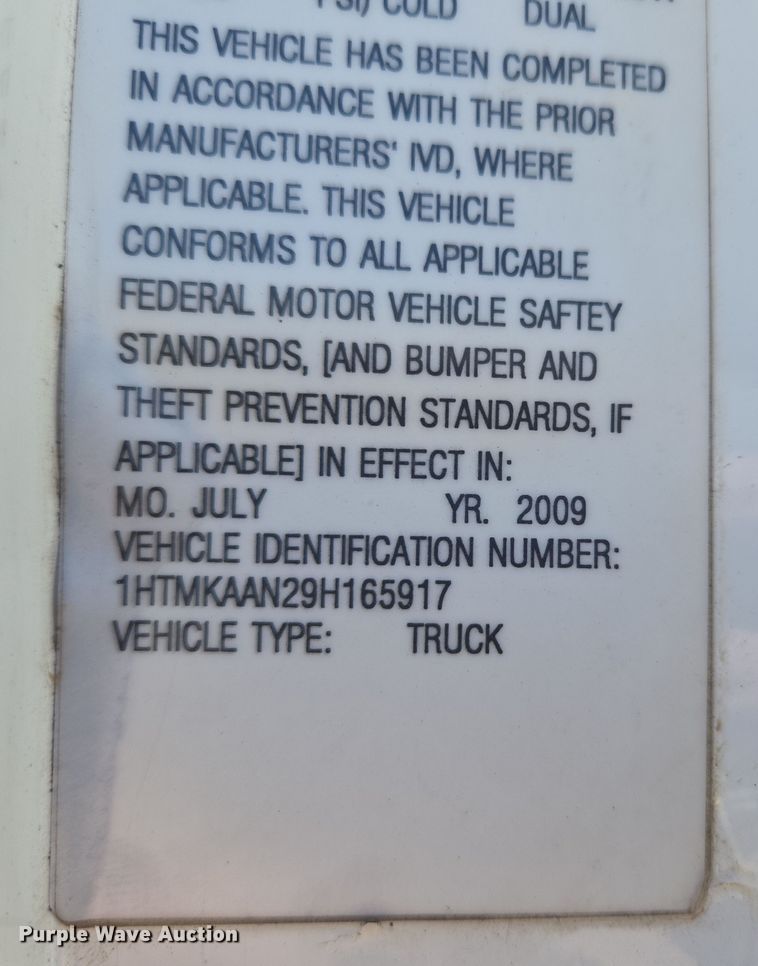 PSI) COLD DUAL
THIS VEHICLE HAS BEEN COMPLETED
IN ACCORDANCE WITH THE PRIOR
MANUFACTURERS' IVD, WHERE
APPLICABLE. THIS VEHICLE
CONFORMS TO ALL APPLICABLE
FEDERAL MOTOR VEHICLE SAFTEY
STANDARDS, [AND BUMPER AND
THEFT PREVENTION STANDARDS, IF
APPLICABLE] IN EFFECT IN:
MO. JULY YR. 2009
VEHICLE IDENTIFICATION NUMBER:
1HTMKAAN29H165917
VEHICLE TYPE: TRUCK
Purple Wave Auction